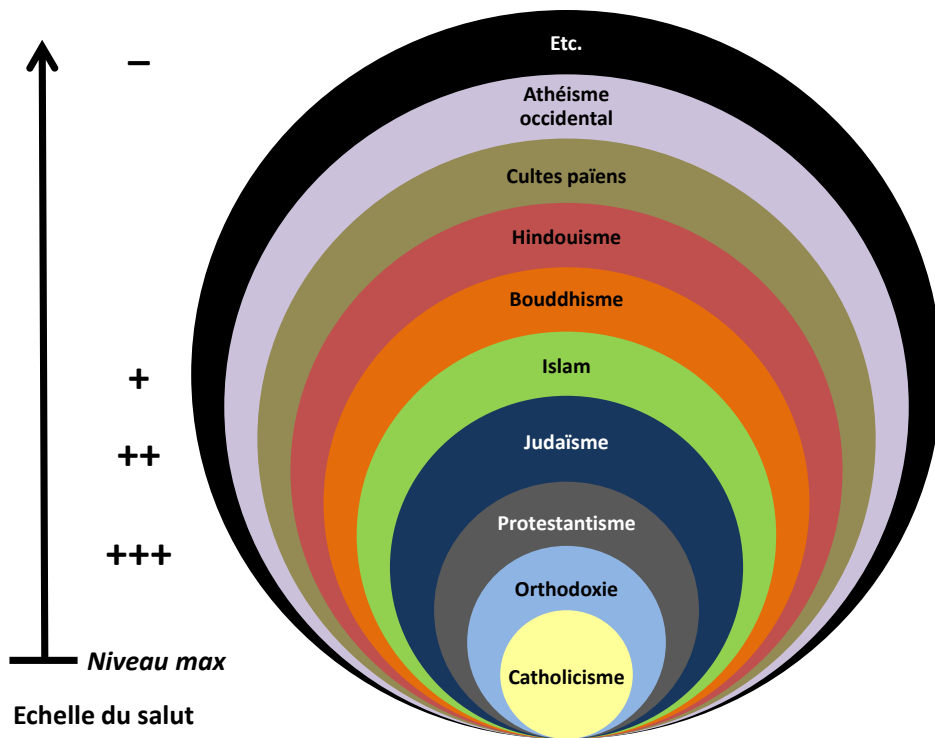 Etc.
–
Athéisme
occidental
Cultes païens
Hindouisme
Bouddhisme
Islam
+
Judaïsme
++
Protestantisme
+++
Orthodoxie
Niveau max
Catholicisme
Echelle du salut